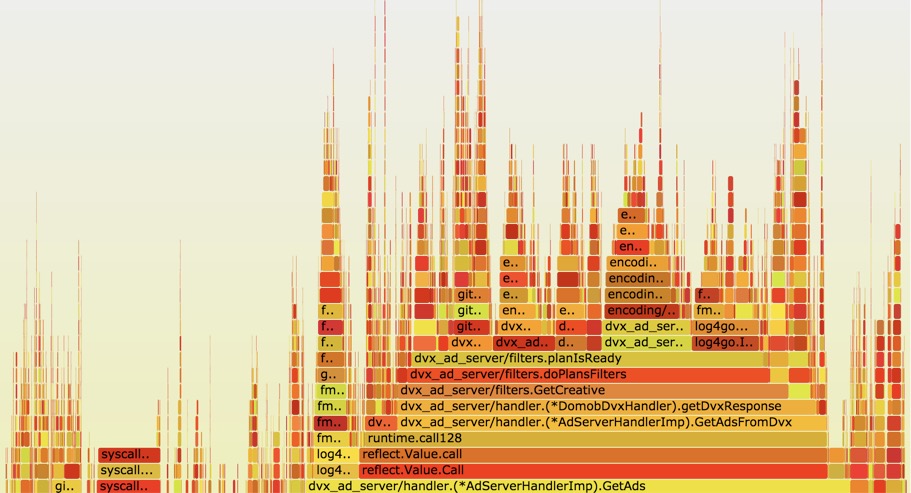 e..
e..
en..
e.. encodi..
e.. encodin..
git.. e.. encodin.. f..
f.. git.. en.. e.. encoding/.. fm..
f.. git.. dvx.. d.. dvx_ad_ser.. log4go...
f.. dvx.. dvx_ad.. d.. dvx_ad_ser.. log4go.I..
f.. dvx_ad_server/filters.planIsReady
g.. dvx_ad_server/filters.doPlansFilters
fm.. dvx_ad_server/filters.GetCreative
fm.. dvx_ad_server/handler.(*DomobDvxHandler).getDvxResponse
fm.. dv.. dvx_ad_server/handler.(*AdServerHandlerImp).GetAdsFromDvx
fm.. runtime.call128
syscall.. log4.. reflect.Value.call
syscall... log4.. reflect.Value.Call
gi.. syscall.. dvx_ad_server/handler.(*AdServerHandlerImp).GetAds